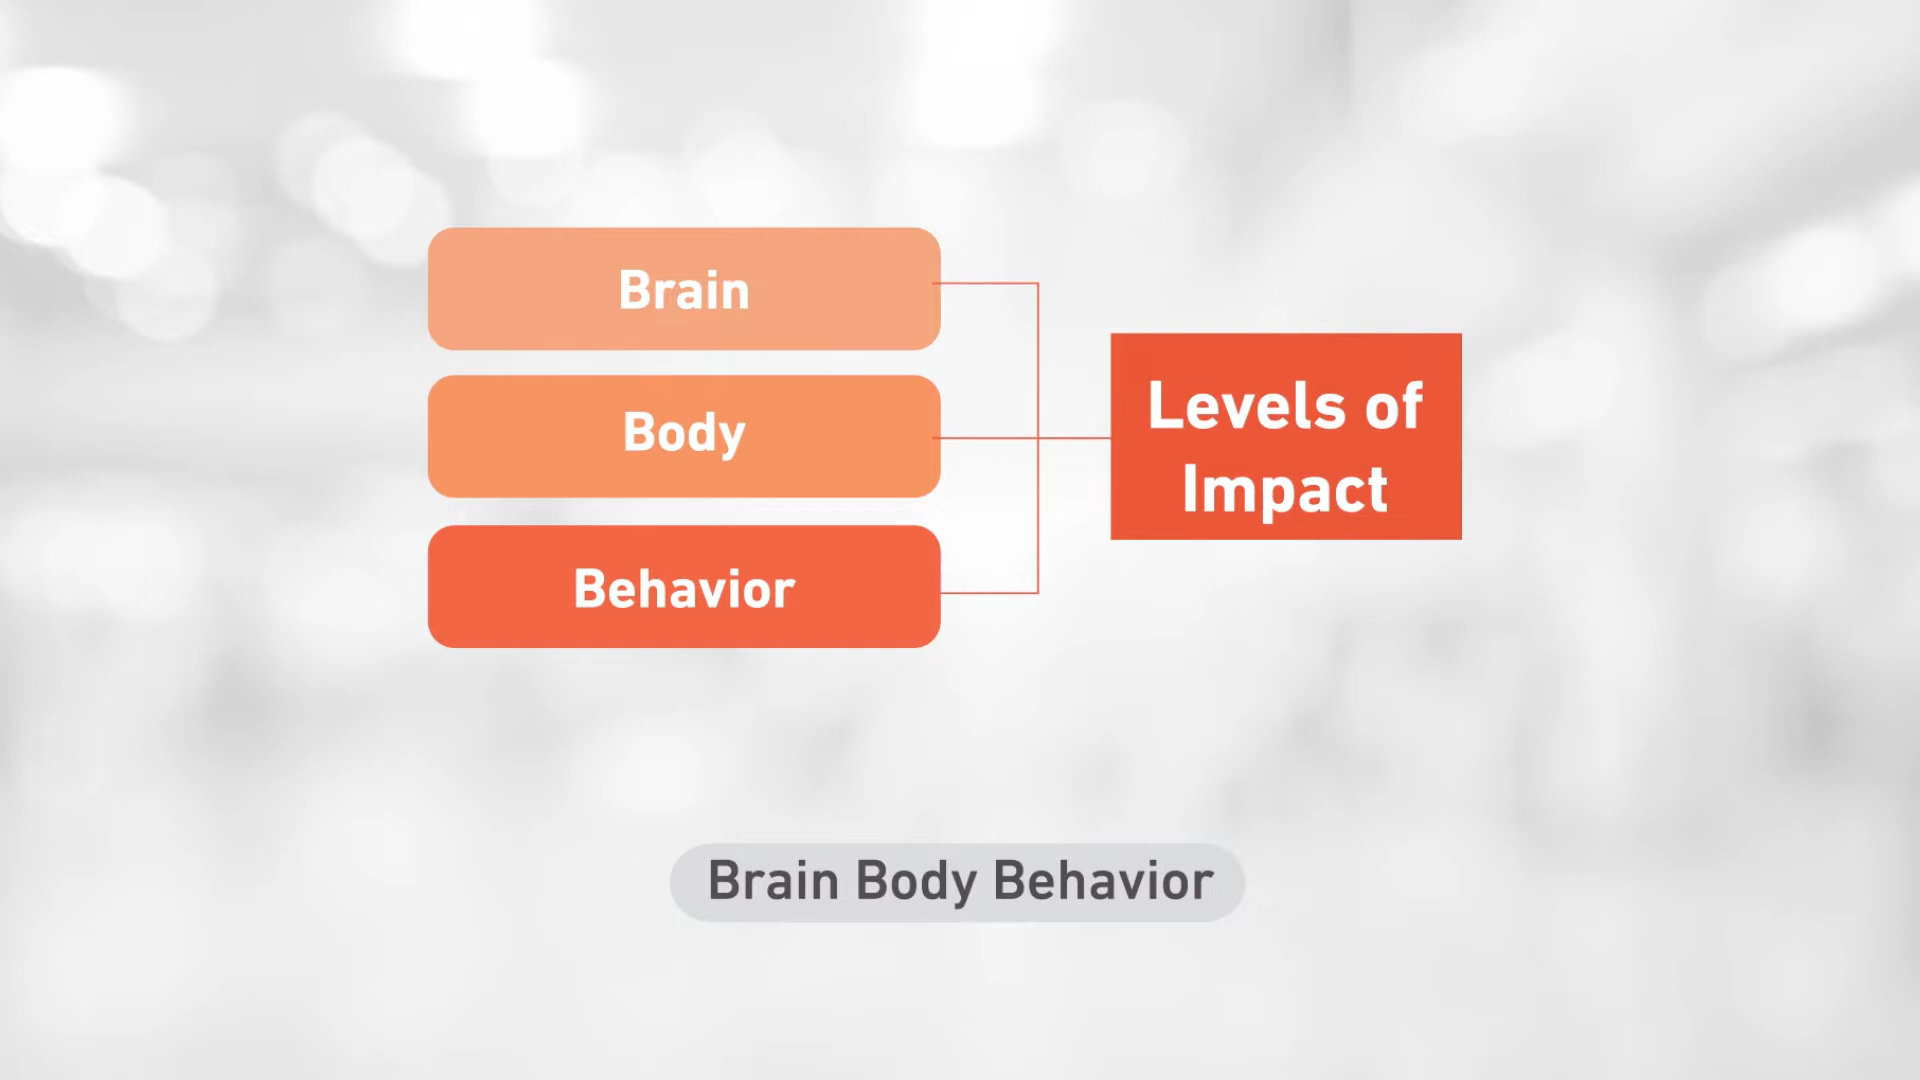 Brain
Body
Behavior
Levels of
Impact
Brain Body Behavior